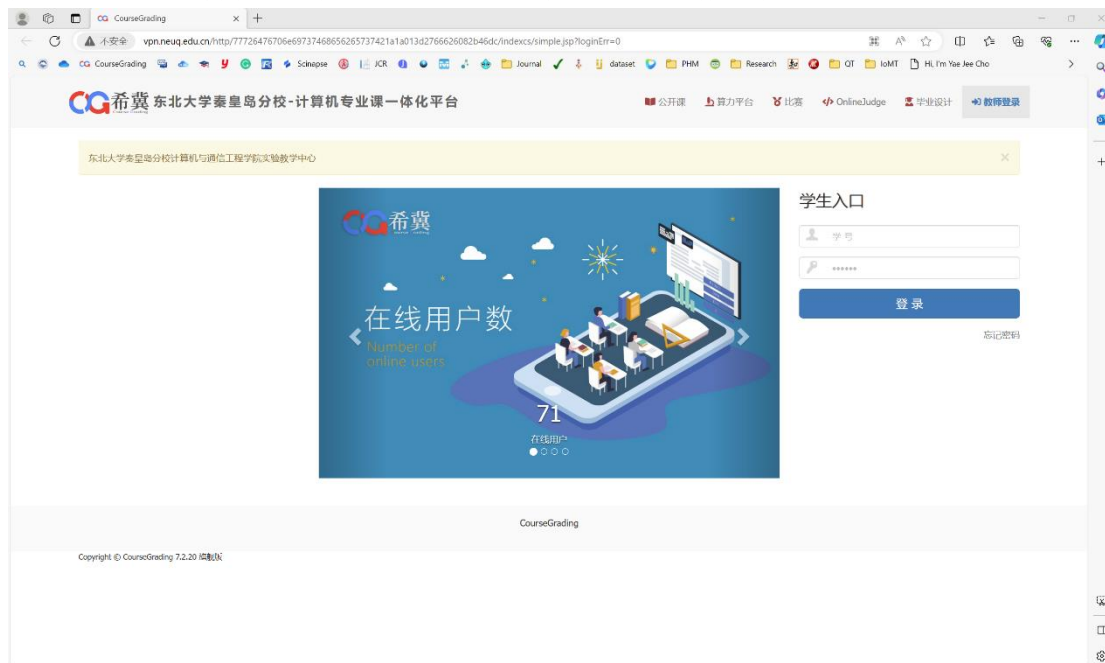 CourseGrading
不安全 vpn.neuq.edu.cn/http/77726476706e69737468656265737421a1a013d2766626082b46dc/indexcs/simple.jsp?loginErr=0
CourseGrading Scinapse JCR Journal dataset PHM Research OT IoMT Hi, I'm Yae Jee Cho
CG希冀 东北大学秦皇岛分校-计算机专业课一体化平台 公开课 算力平台 比赛 OnlineJudge 毕业设计 教师登录
东北大学秦皇岛分校计算机与通信工程学院实验教学中心
CG希冀
学生入口
学号
••••••
登 录
忘记密码
在线用户数
Number of
online users
71
在线用户
CourseGrading
Copyright © CourseGrading 7.2.20 旗舰版